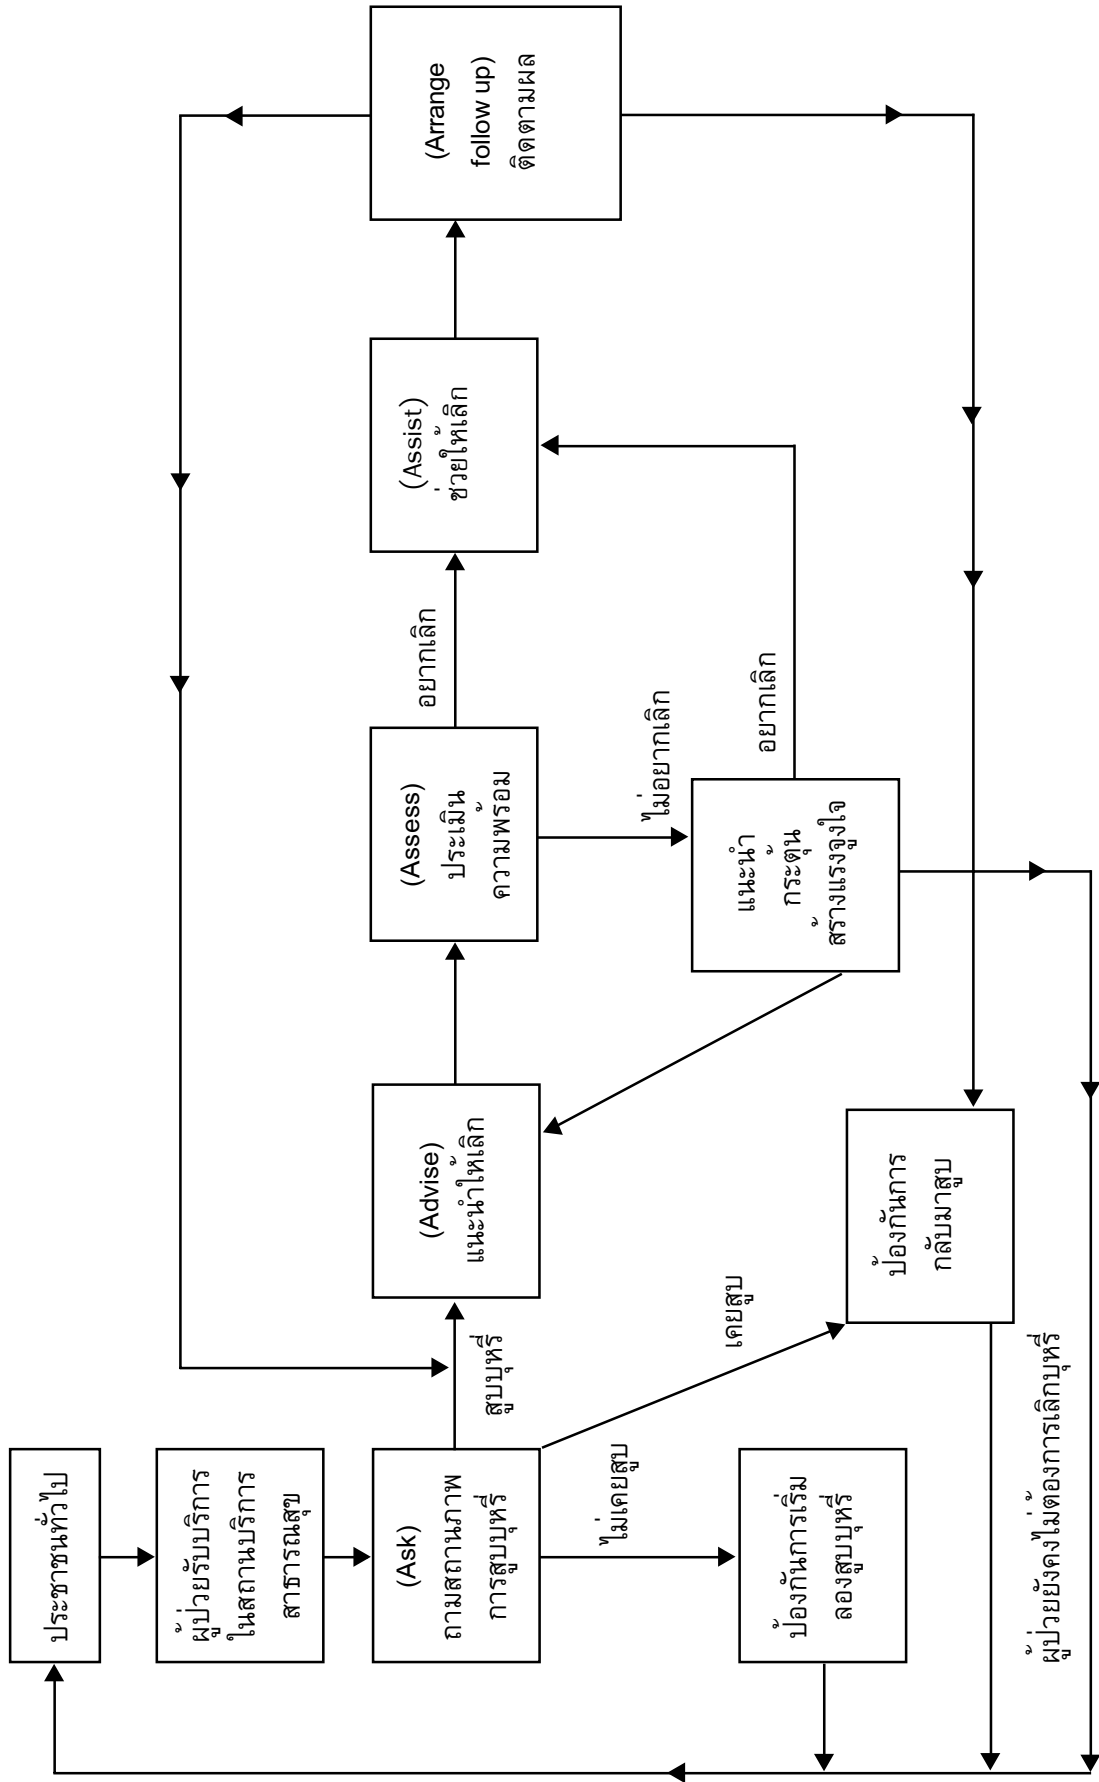 ประชาชนทั่วไป
ผู้ป่วยรับบริการ
ในสถานบริการ
สาธารณสุข
(Ask)
ถามสถานภาพ
การสูบบุหรี่
สูบบุหรี่
(Advise)
แนะนำให้เลิก
(Assess)
ประเมิน
ความพร้อม
อยากเลิก
(Assist)
ช่วยให้เลิก
(Arrange
follow up)
ติดตามผล
ไม่อยากเลิก
แนะนำ
กระตุ้น
สร้างแรงจูงใจ
อยากเลิก
เคยสูบ
ป้องกันการ
กลับมาสูบ
ไม่เคยสูบ
ป้องกันการเริ่ม
ลองสูบบุหรี่
ผู้ป่วยยังคงไม่ต้องการเลิกบุหรี่